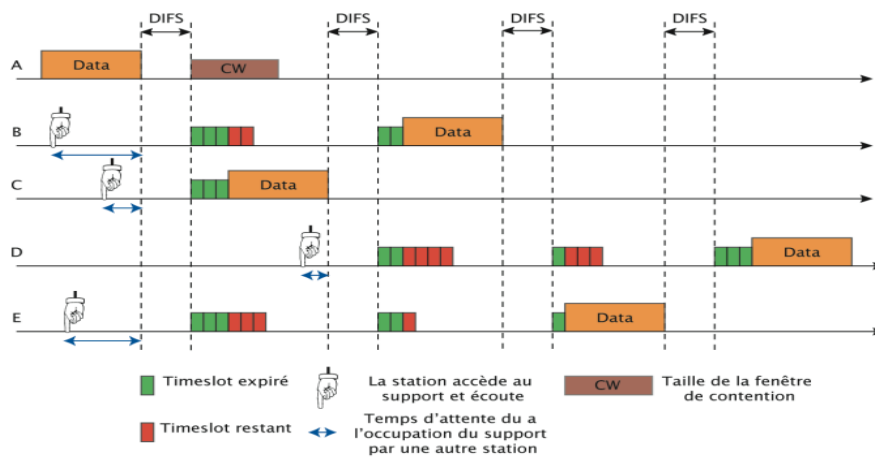 DIFS DIFS DIFS DIFS
A Data CW
B Data
C Data
D Data
E Data
Timeslot expiré
La station accède au
support et écoute
CW
Taille de la fenêtre
de contention
Timeslot restant
Temps d'attente du a
l'occupation du support
par une autre station